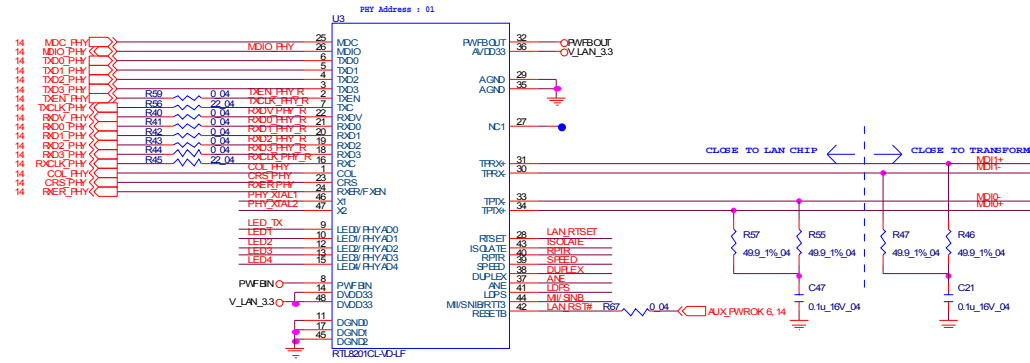 PHY Address : 01
U3
14 MDC_PHY 25 MDC
14 MDIO_PHY MDIO PHY 26 MDIO
14 TXD0_PHY 6 TXD0
14 TXD1_PHY 5 TXD1
14 TXD2_PHY 4 TXD2
14 TXD3_PHY 3 TXD3
14 TXEN_PHY R59 0_04 TXEN_PHY_R 2 TXEN
14 TXCLK_PHY R56 22_04 TXCLK_PHY_R 7 TXC
14 RXDV_PHY R40 0_04 RXDV_PHY_R 22 RXDV
14 RXD0_PHY R41 0_04 RXD0_PHY_R 21 RXD0
14 RXD1_PHY R42 0_04 RXD1_PHY_R 20 RXD1
14 RXD2_PHY R43 0_04 RXD2_PHY_R 19 RXD2
14 RXD3_PHY R44 0_04 RXD3_PHY_R 18 RXD3
14 RXCLK_PHY R45 22_04 RXCLK_PHY_R 16 RXC
14 COL_PHY COL_PHY 1 COL
14 CRS_PHY CRS_PHY 23 CRS
14 RXER_PHY RXER_PHY 24 RXER/FXEN
PHY_XTAL1 46 X1
PHY_XTAL2 47 X2
LED_TX 9 LED0/PHYAD0
LED1 10 LED1/PHYAD1
LED2 12 LED2/PHYAD2
LED3 13 LED3/PHYAD3
LED4 15 LED4/PHYAD4
PWFBIN 8 PWFBIN
14 DVDD33
V_LAN_3.3 48 DVDD33
11 DGND0
17 DGND1
45 DGND2
RTL8201CL-VD-LF
PWFBOUT 32 PWFBOUT
AVDD33 36 V_LAN_3.3
AGND 29
AGND 35
NC1 27
CLOSE TO LAN CHIP
CLOSE TO TRANSFORM
TPRX+ 31 MDI1+
TPRX- 30 MDI1-
TPTX- 33 MDI0-
TPTX+ 34 MDI0+
R57 49.9_1%_04
R55 49.9_1%_04
R47 49.9_1%_04
R46 49.9_1%_04
C47 0.1u_16V_04
C21 0.1u_16V_04
RTSET 28 LAN_RTSET
ISOLATE 43 ISOLATE
RPTR 40 RPTR
SPEED 39 SPEED
DUPLEX 38 DUPLEX
ANE 37 ANE
LDPS 41 LDPS
MII/SNIB/RTT3 44 MII/SNIB
RESETB 42 LAN_RST# R67 0_04 AUX_PWROK 6, 14